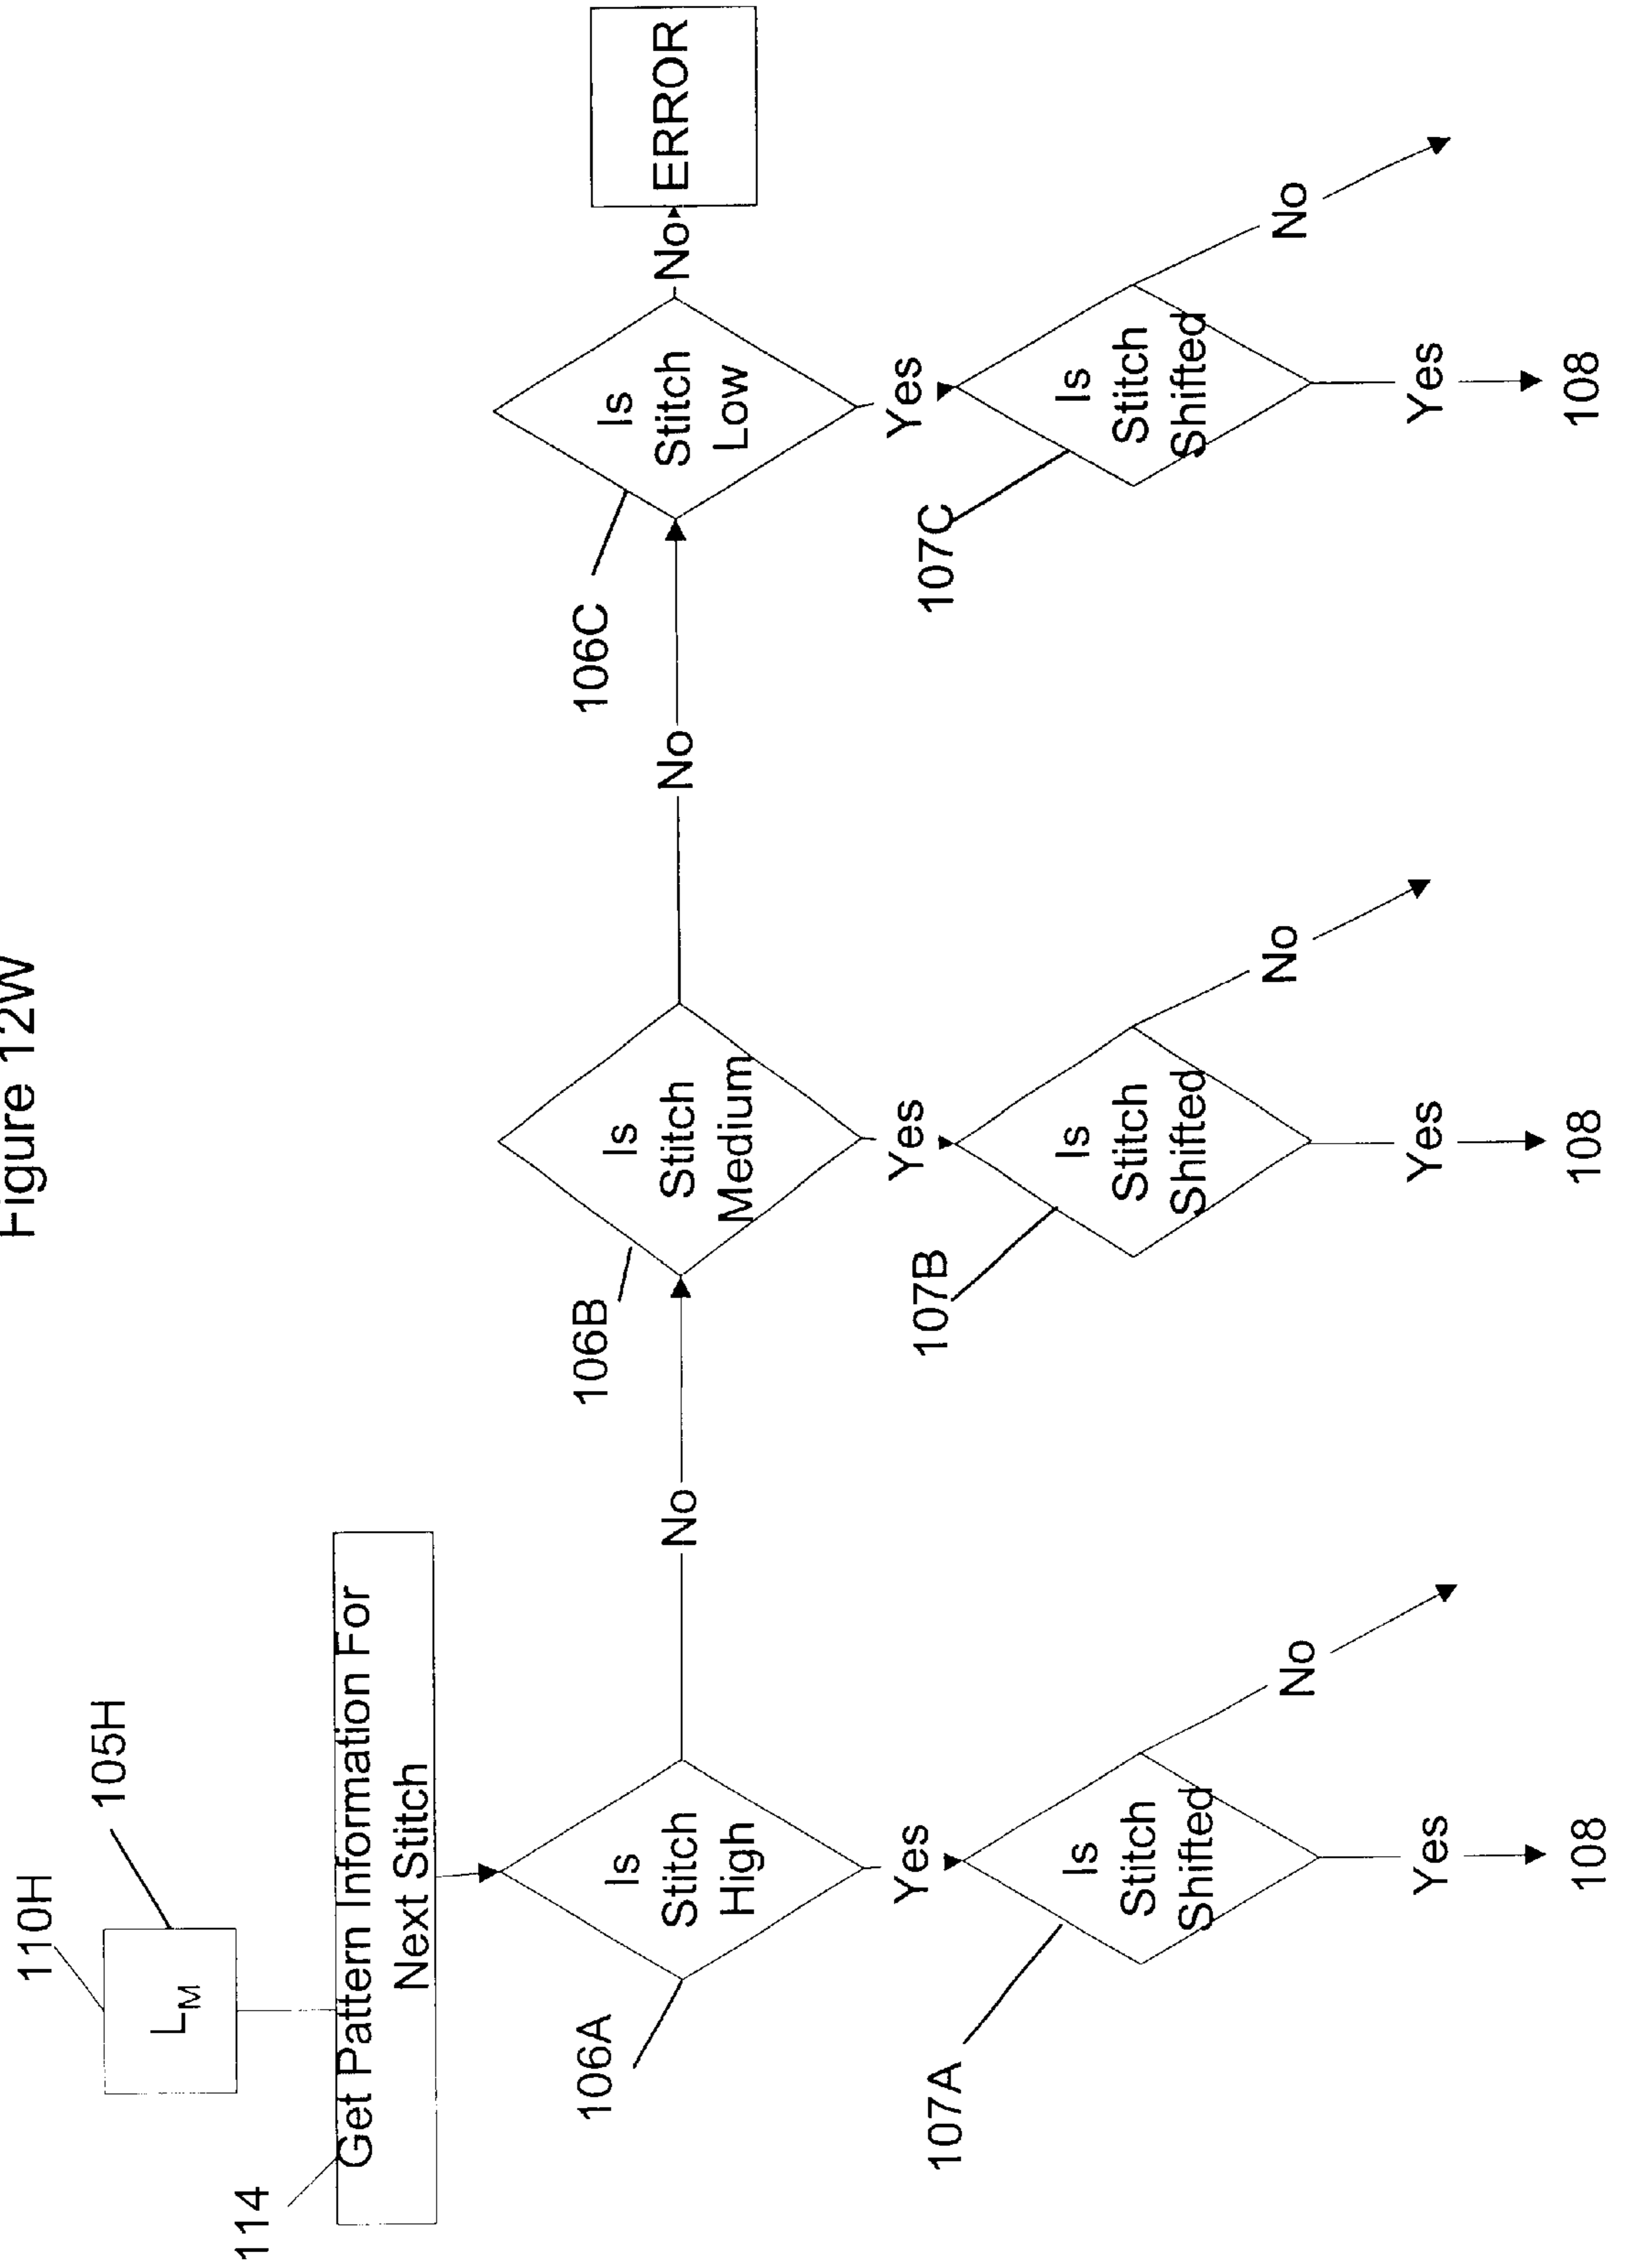 Figure 12W
110H
105H
L_M
114
Get Pattern Information For
Next Stitch
106A
Is
Stitch
High
No
106B
Is
Stitch
Medium
No
106C
Is
Stitch
Low
No
ERROR
Yes
Yes
Yes
107A
Is
Stitch
Shifted
No
107B
Is
Stitch
Shifted
No
107C
Is
Stitch
Shifted
No
Yes
Yes
Yes
108
108
108